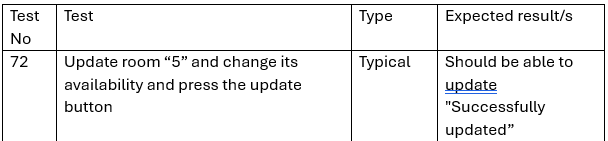 Test No Test Type Expected result/s
72 Update room “5” and change its Typical Should be able to
availability and press the update update
button "Successfully
updated”